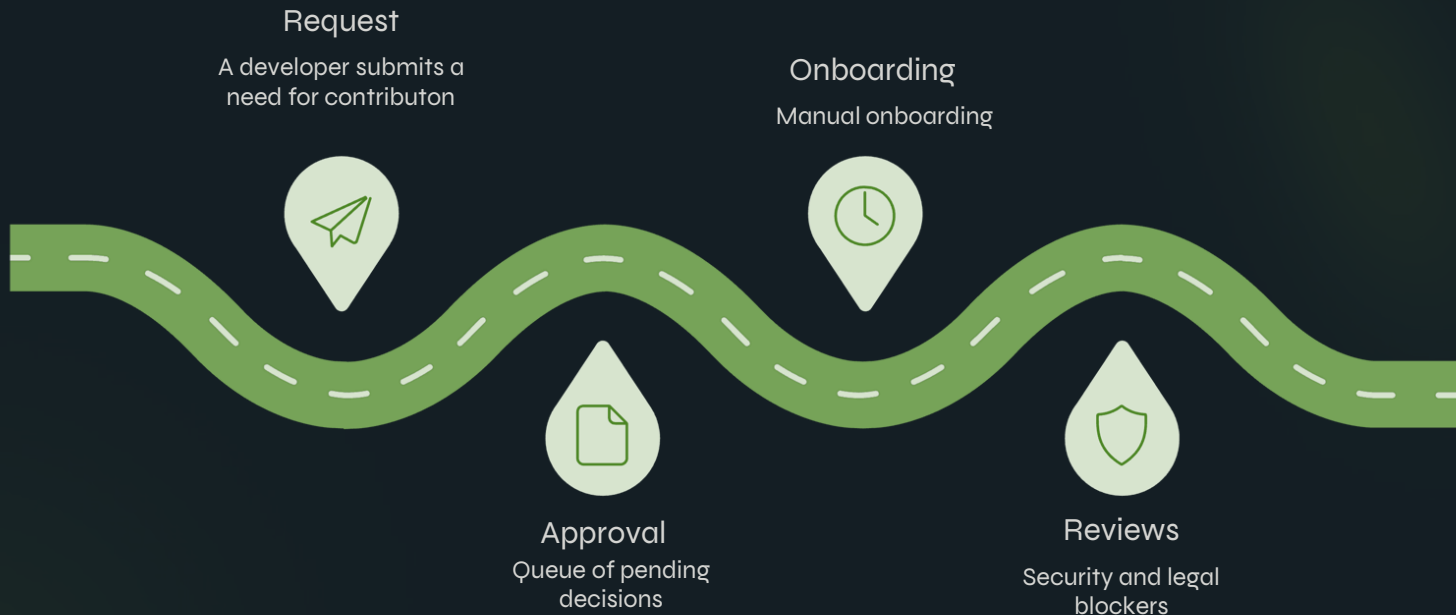 Request
A developer submits a
need for contributon
Approval
Queue of pending
decisions
Onboarding
Manual onboarding
Reviews
Security and legal
blockers